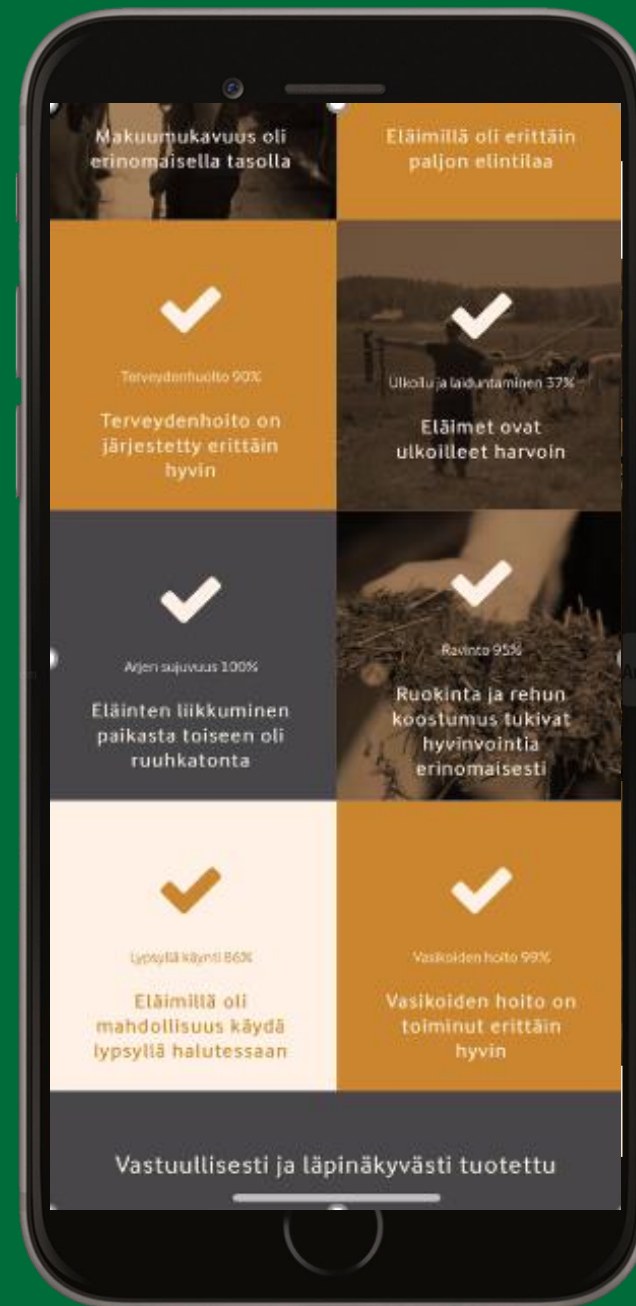 Makuumukavuus oli
erinomaisella tasolla
Eläimillä oli erittäin
paljon elintilaa
Terveydenhuolto 90%
Terveydenhoito on
järjestetty erittäin
hyvin
Ulkoilu ja laiduntaminen 37%
Eläimet ovat
ulkoilleet harvoin
Arjen sujuvuus 100%
Eläinten liikkuminen
paikasta toiseen oli
ruuhkatonta
Ravinto 95%
Ruokinta ja rehun
koostumus tukivat
hyvinvointia
erinomaisesti
Lypsyllä käynti 86%
Eläimillä oli
mahdollisuus käydä
lypsyllä halutessaan
Vasikoiden hoito 99%
Vasikoiden hoito on
toiminut erittäin
hyvin
Vastuullisesti ja läpinäkyvästi tuotettu